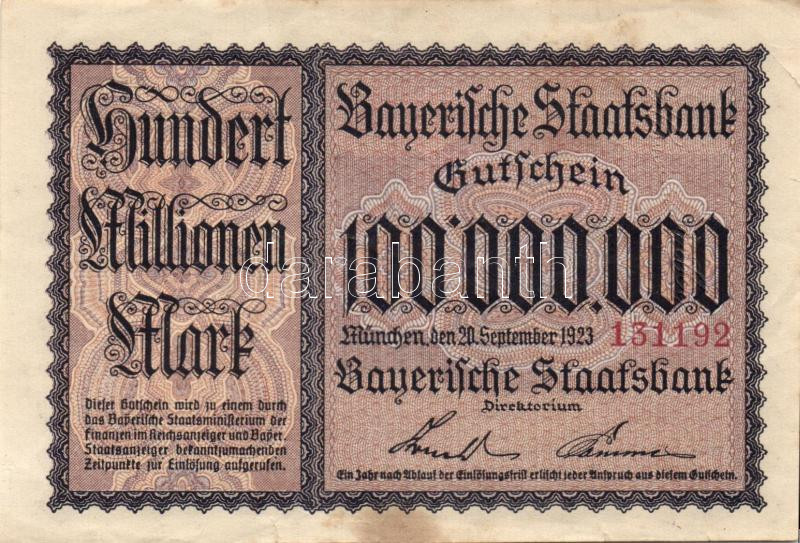 Hundert
Millionen
Mark
Dieser Gutschein wird zu einem durch
das Bayerische Staatsministerium der
Finanzen im Reichsanzeiger und Bayer.
Staatsanzeiger bekanntzumachenden
Zeitpunkte zur Einlösung aufgerufen.
Bayerische Staatsbank
Gutschein
100.000.000
München, den 20. September 1923 131192
Bayerische Staatsbank
Direktorium
Ein Jahr nach Ablauf der Einlösungsfrist erlischt jeder Anspruch aus diesem Gutschein.
darabanth